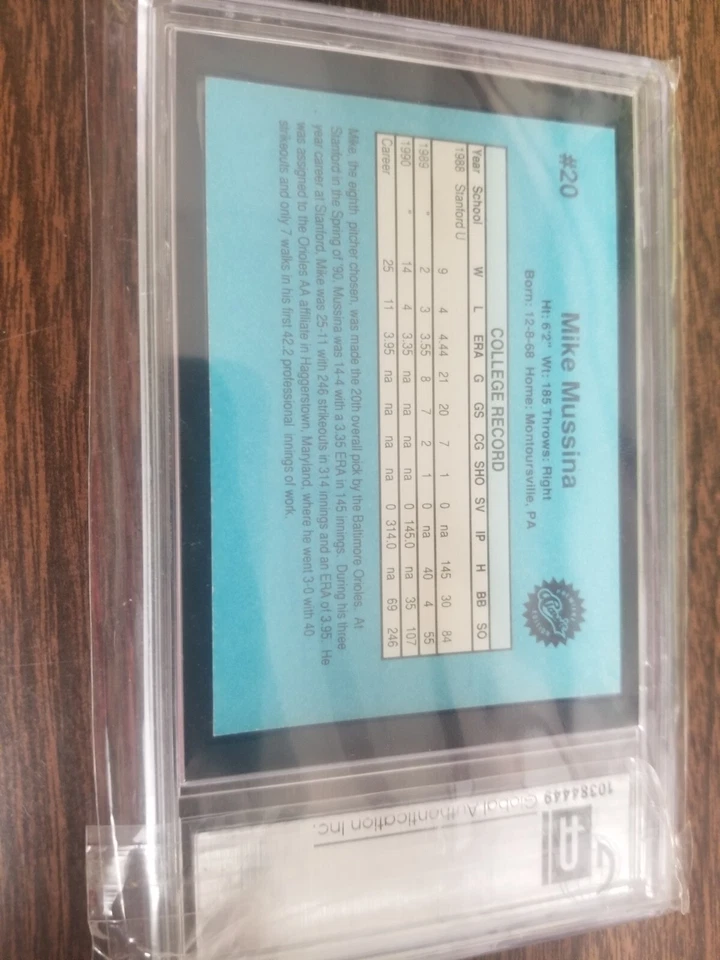 #20
Mike Mussina
Ht: 6'2" Wt: 185 Throws: Right
Born: 12-8-68 Home: Montoursville, PA
COLLEGE RECORD
Year School W L ERA G GS CG SHO SV IP H BB SO
1988 Stanford U 9 4 4.44 21 20 7 1 0 na 145 30 84
1989 " 2 3 3.55 8 7 2 1 0 na 40 4 55
1990 " 14 4 3.35 na na na na 0 145.0 na 35 107
Career 25 11 3.95 na na na na 0 314.0 na 69 246
Mike, the eighth pitcher chosen, was made the 20th overall pick by the Baltimore Orioles. At
Stanford in the Spring of '90, Mussina was 14-4 with a 3.35 ERA in 145 innings. During his three
year career at Stanford, Mike was 25-11 with 246 strikeouts in 314 innings and an ERA of 3.95. He
was assigned to the Orioles AA affiliate in Haggerstown, Maryland, where he went 3-0 with 40
strikeouts and only 7 walks in his first 42.2 professional innings of work.
10384449
Global Authentication Inc.